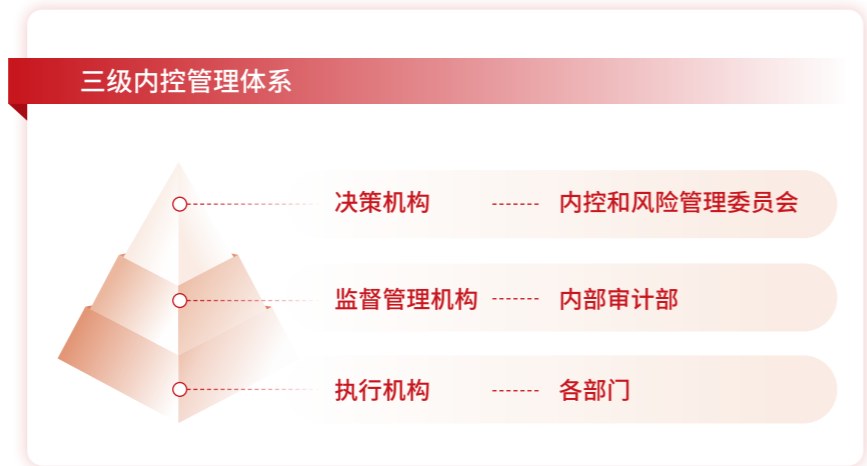 三级内控管理体系
决策机构 内控和风险管理委员会
监督管理机构 内部审计部
执行机构 各部门